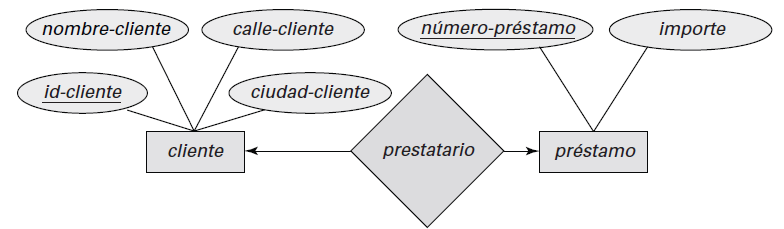 nombre-cliente
calle-cliente
número-préstamo
importe
id-cliente
ciudad-cliente
cliente
prestatario
préstamo